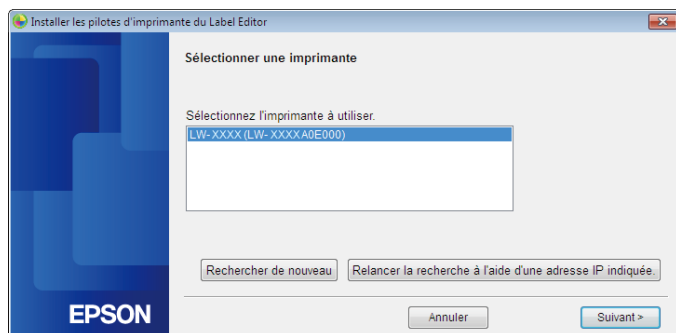 Installer les pilotes d'imprimante du Label Editor
Sélectionner une imprimante
Sélectionnez l'imprimante à utiliser.
LW-XXXX (LW-XXXXA0E000)
Rechercher de nouveau
Relancer la recherche à l'aide d'une adresse IP indiquée.
EPSON
Annuler
Suivant >